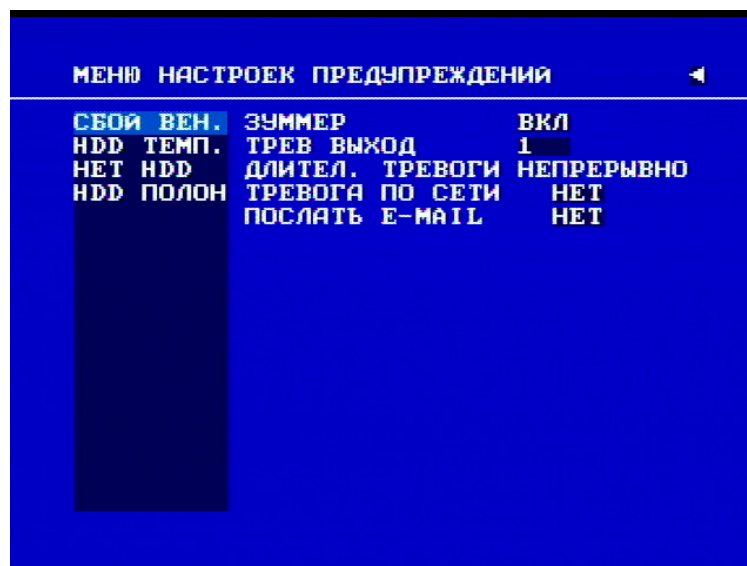 МЕНЮ НАСТРОЕК ПРЕДУПРЕЖДЕНИЙ
СБОЙ ВЕН. ЗУММЕР ВКЛ
HDD ТЕМП. ТРЕВ ВЫХОД 1
НЕТ HDD ДЛИТЕЛ. ТРЕВОГИ НЕПРЕРЫВНО
HDD ПОЛОН ТРЕВОГА ПО СЕТИ НЕТ
ПОСЛАТЬ E-MAIL НЕТ